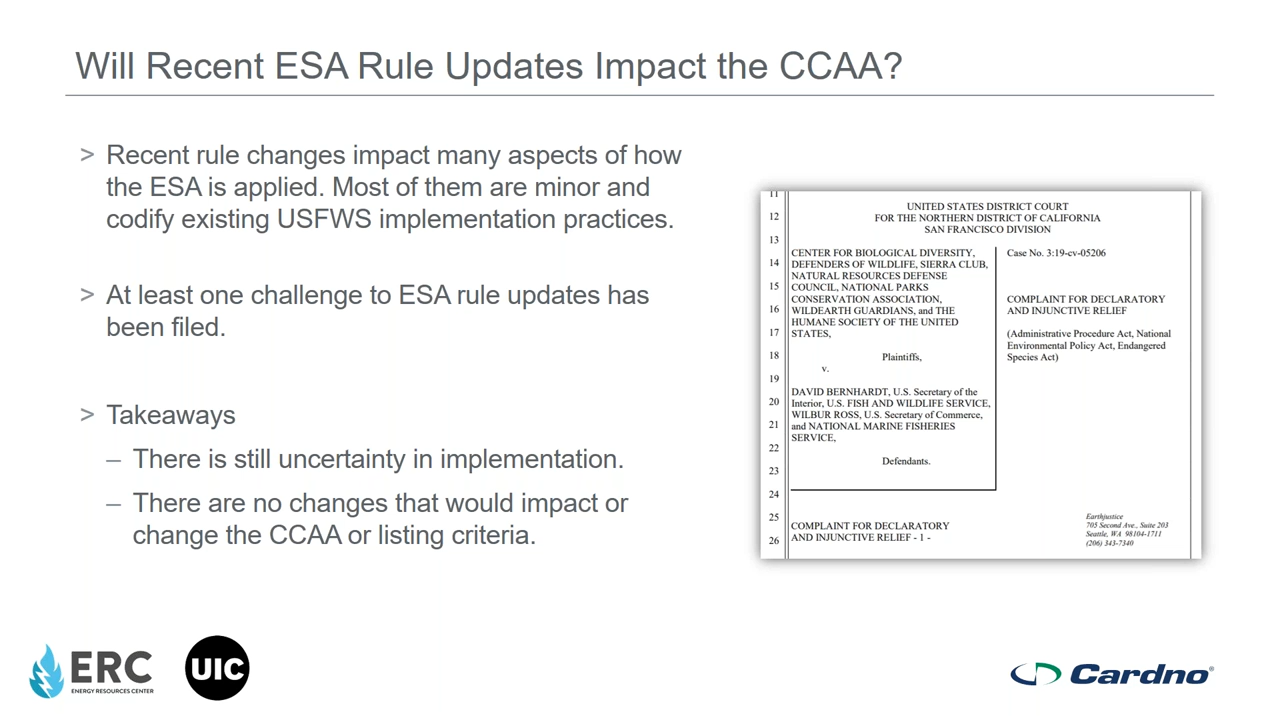 Will Recent ESA Rule Updates Impact the CCAA?
> Recent rule changes impact many aspects of how
the ESA is applied. Most of them are minor and
codify existing USFWS implementation practices.
> At least one challenge to ESA rule updates has
been filed.
> Takeaways
– There is still uncertainty in implementation.
– There are no changes that would impact or
change the CCAA or listing criteria.
11
12
13
14
15
16
17
18
19
20
21
22
23
24
25
26
UNITED STATES DISTRICT COURT
FOR THE NORTHERN DISTRICT OF CALIFORNIA
SAN FRANCISCO DIVISION
CENTER FOR BIOLOGICAL DIVERSITY,
DEFENDERS OF WILDLIFE, SIERRA CLUB,
NATURAL RESOURCES DEFENSE
COUNCIL, NATIONAL PARKS
CONSERVATION ASSOCIATION,
WILDEARTH GUARDIANS, and THE
HUMANE SOCIETY OF THE UNITED
STATES,
Plaintiffs,
v.
DAVID BERNHARDT, U.S. Secretary of the
Interior, U.S. FISH AND WILDLIFE SERVICE,
WILBUR ROSS, U.S. Secretary of Commerce,
and NATIONAL MARINE FISHERIES
SERVICE,
Defendants.
Case No. 3:19-cv-05206
COMPLAINT FOR DECLARATORY
AND INJUNCTIVE RELIEF
(Administrative Procedure Act, National
Environmental Policy Act, Endangered
Species Act)
COMPLAINT FOR DECLARATORY
AND INJUNCTIVE RELIEF - 1 -
Earthjustice
705 Second Ave., Suite 203
Seattle, WA 98104-1711
(206) 343-7340
ERC
ENERGY RESOURCES CENTER
UIC
Cardno®